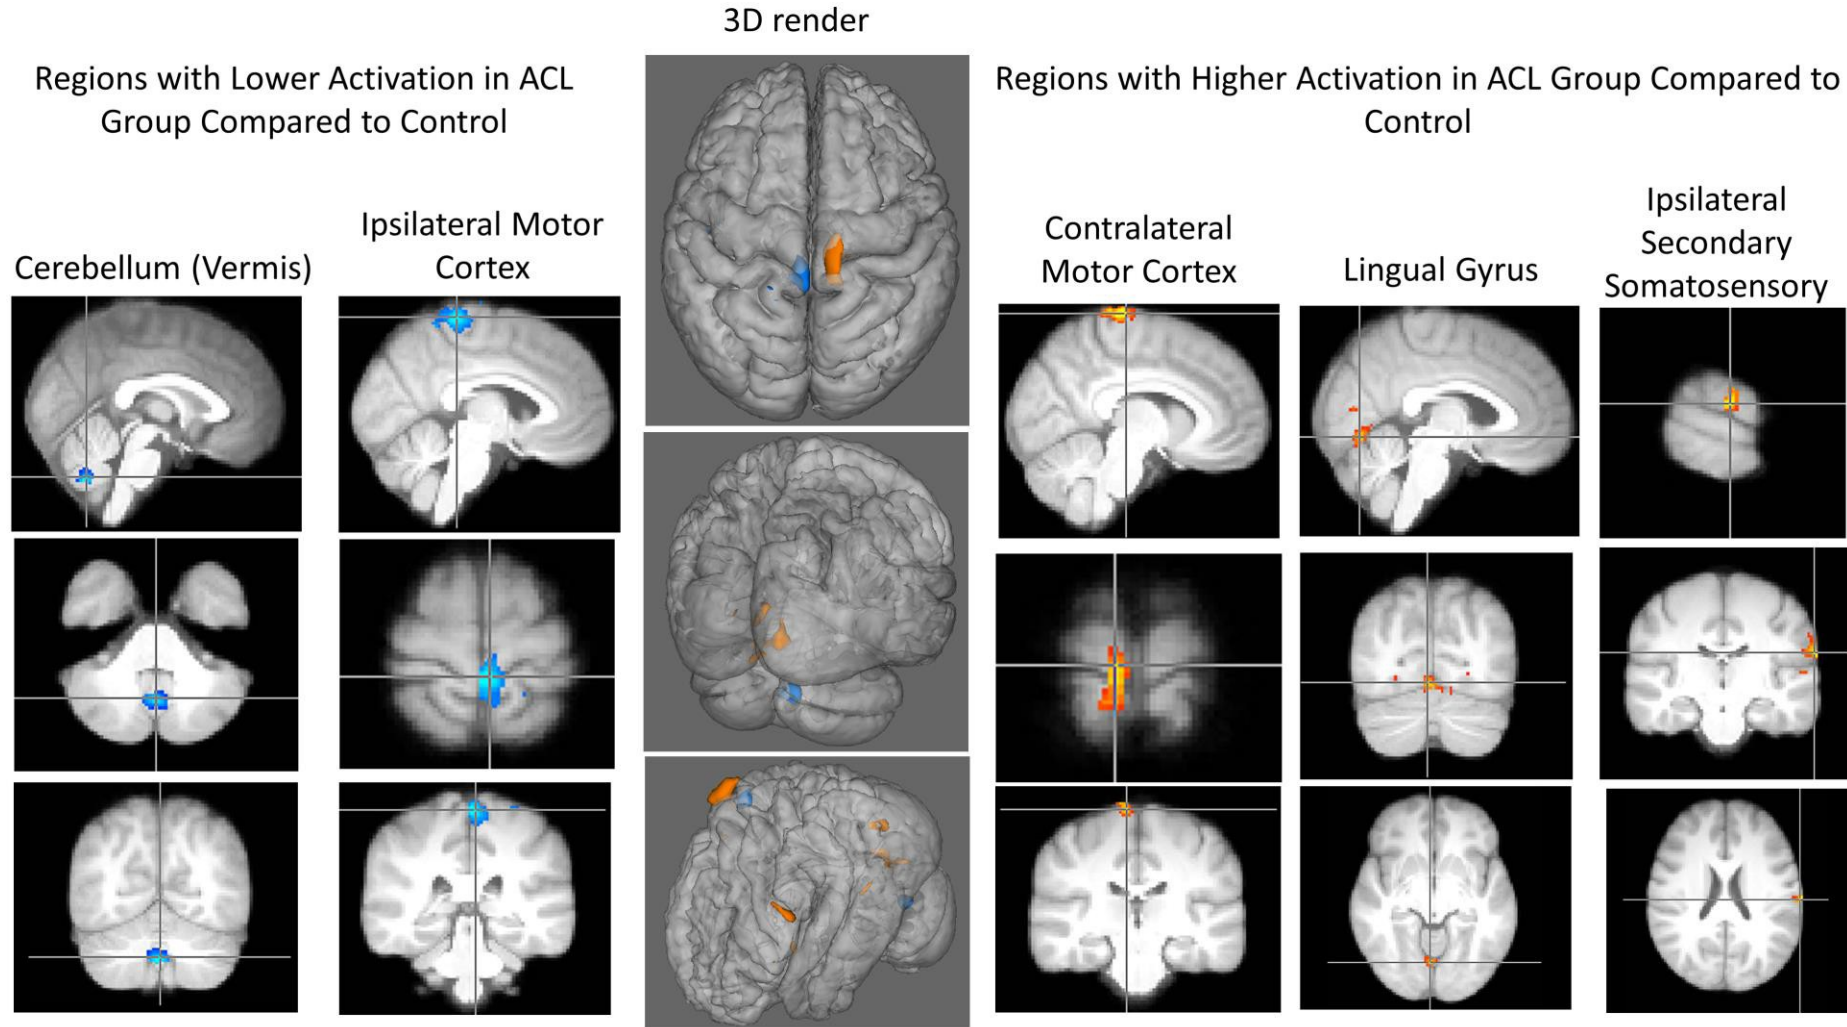 3D render
Regions with Lower Activation in ACL
Group Compared to Control
Regions with Higher Activation in ACL Group Compared to
Control
Cerebellum (Vermis)
Ipsilateral Motor
Cortex
Contralateral
Motor Cortex
Lingual Gyrus
Ipsilateral
Secondary
Somatosensory